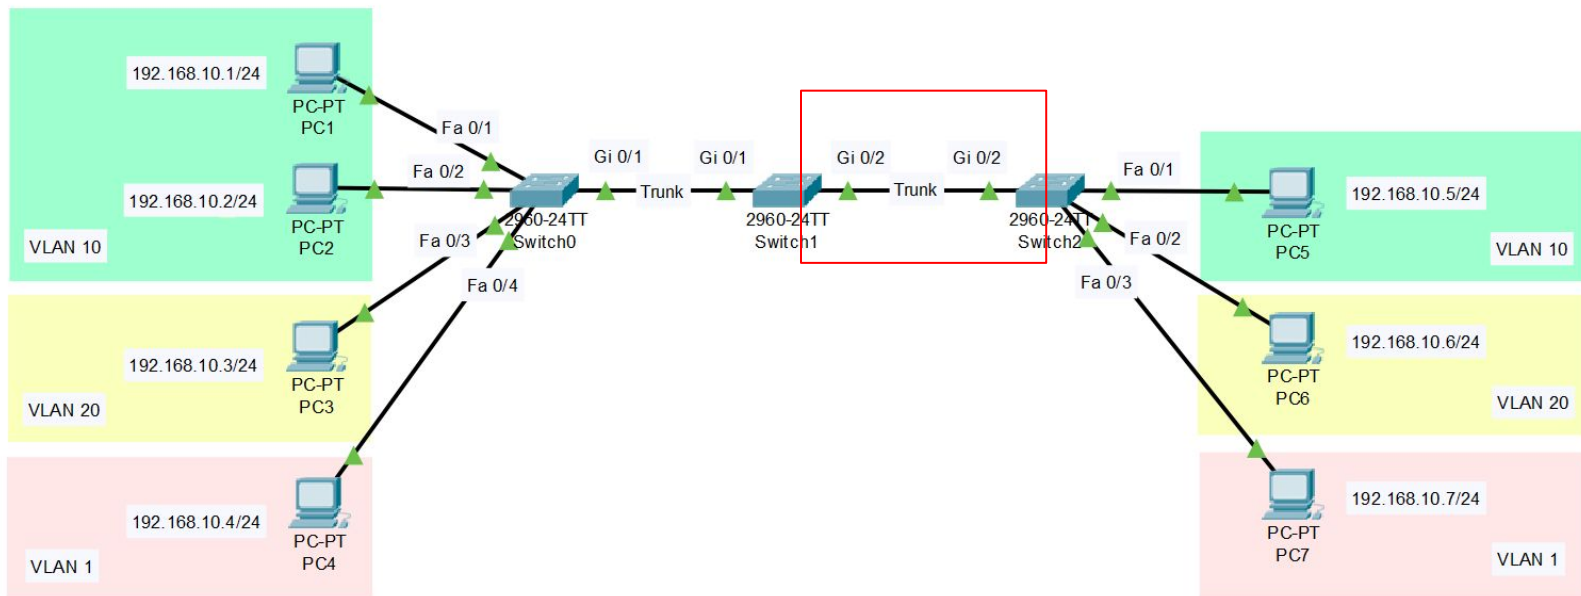 192.168.10.1/24
PC-PT
PC1
Fa 0/1
192.168.10.2/24
PC-PT
PC2
Fa 0/2
VLAN 10
Fa 0/3
Fa 0/4
2960-24TT
Switch0
Gi 0/1
Trunk
Gi 0/1
2960-24TT
Switch1
Gi 0/2
Trunk
Gi 0/2
2960-24TT
Switch2
Fa 0/1
Fa 0/2
Fa 0/3
192.168.10.5/24
PC-PT
PC5
VLAN 10
192.168.10.3/24
PC-PT
PC3
VLAN 20
192.168.10.6/24
PC-PT
PC6
VLAN 20
192.168.10.4/24
PC-PT
PC4
VLAN 1
192.168.10.7/24
PC-PT
PC7
VLAN 1